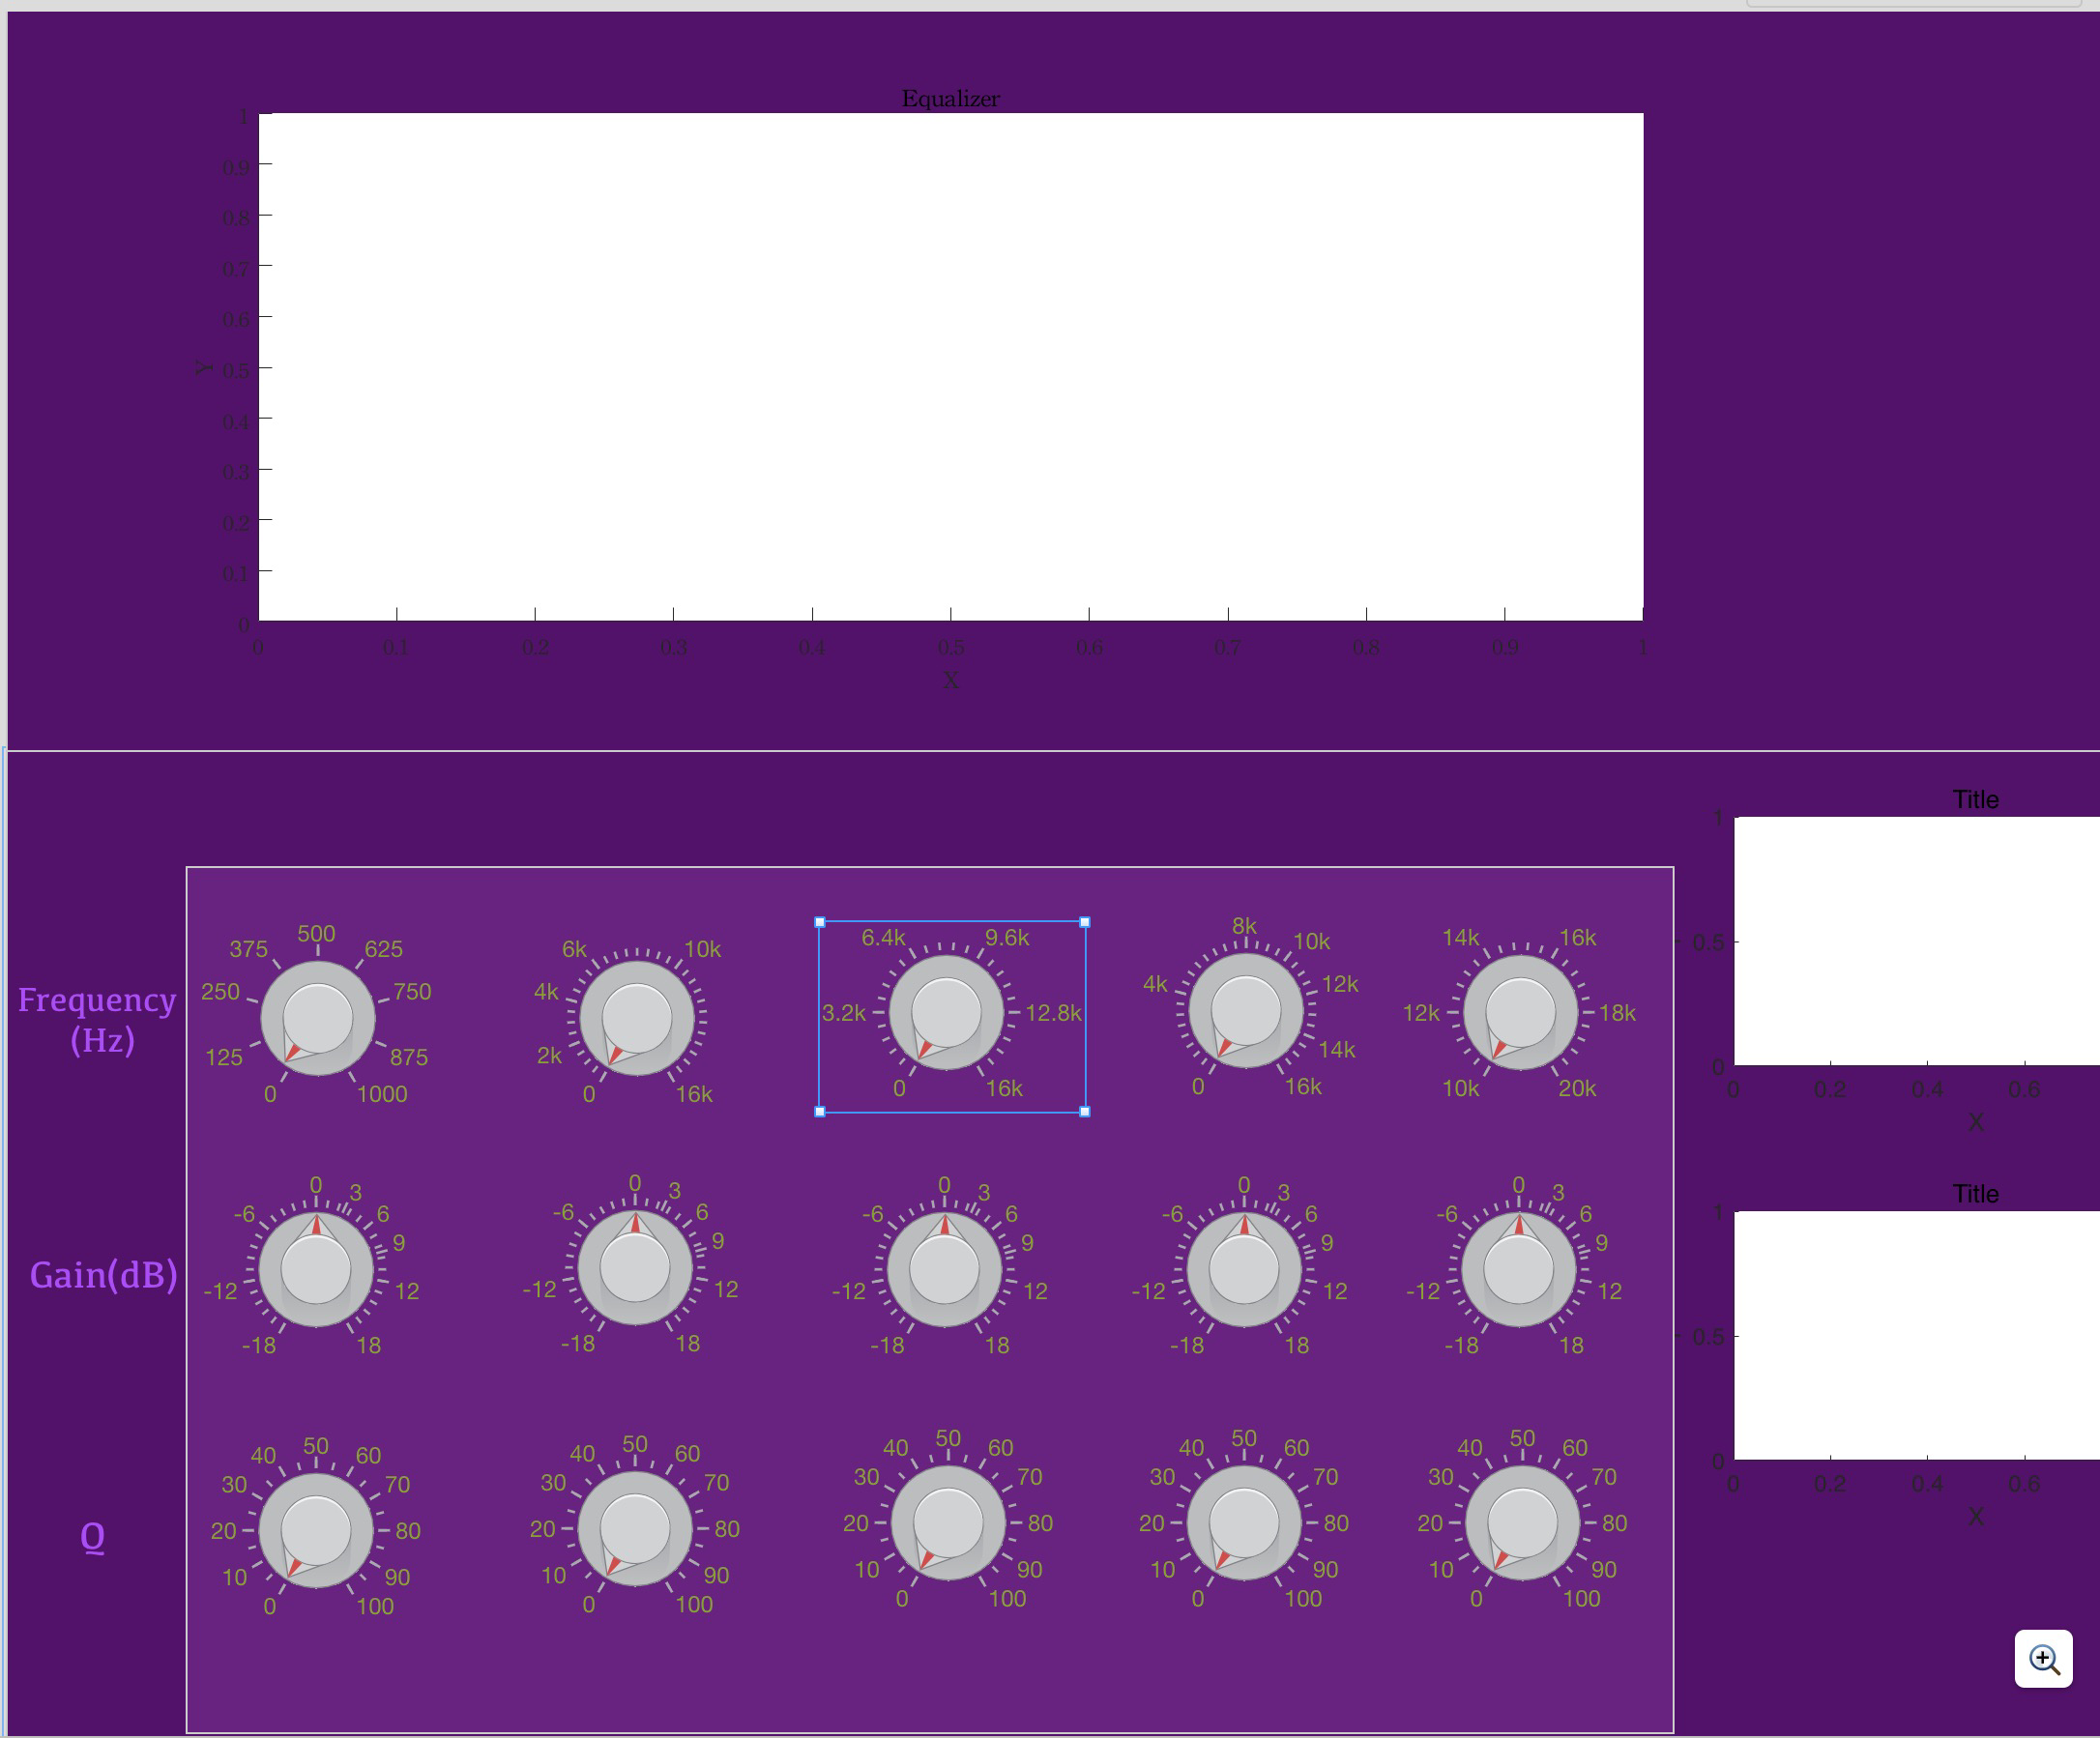 Equalizer
1
0.9
0.8
0.7
0.6
Y
0.5
0.4
0.3
0.2
0.1
0
0 0.1 0.2 0.3 0.4 0.5 0.6 0.7 0.8 0.9 1
X
Title
1
0.5
0
0 0.2 0.4 0.6
X
Title
1
0.5
0
0 0.2 0.4 0.6
X
Frequency
(Hz)
0 125 250 375 500 625 750 875 1000
0 2k 4k 6k 10k 16k
0 3.2k 6.4k 9.6k 12.8k 16k
0 4k 8k 10k 12k 14k 16k
10k 12k 14k 16k 18k 20k
Gain(dB)
-18 -12 -6 0 3 6 9 12 18
-18 -12 -6 0 3 6 9 12 18
-18 -12 -6 0 3 6 9 12 18
-18 -12 -6 0 3 6 9 12 18
-18 -12 -6 0 3 6 9 12 18
Q
0 10 20 30 40 50 60 70 80 90 100
0 10 20 30 40 50 60 70 80 90 100
0 10 20 30 40 50 60 70 80 90 100
0 10 20 30 40 50 60 70 80 90 100
0 10 20 30 40 50 60 70 80 90 100